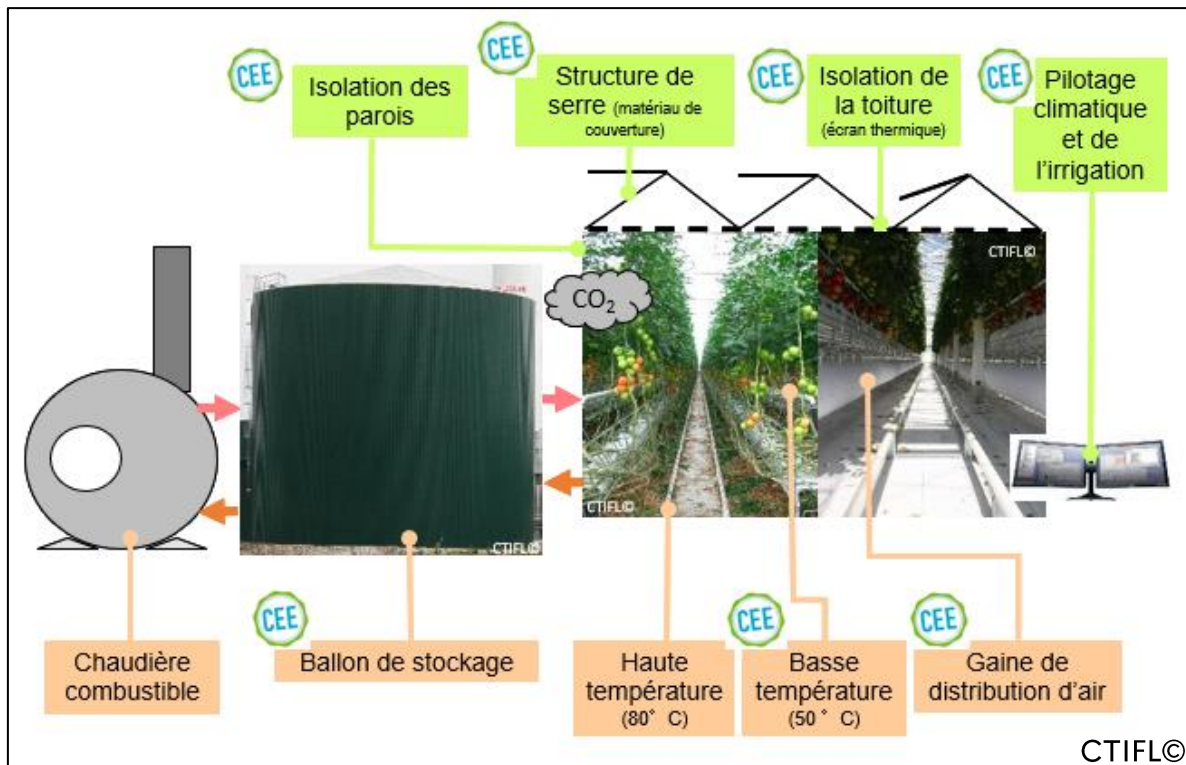 CEE
Isolation des
parois
CEE
Structure de
serre (matériau de
couverture)
CEE
Isolation de
la toiture
(écran thermique)
CEE
Pilotage
climatique
et de
l'irrigation
CTIFL©
CO2
CTIFL©
CTIFL©
Chaudière
combustible
CEE
Ballon de stockage
Haute
température
(80° C)
CEE
Basse
température
(50 ° C)
CEE
Gaine de
distribution d'air
CTIFL©